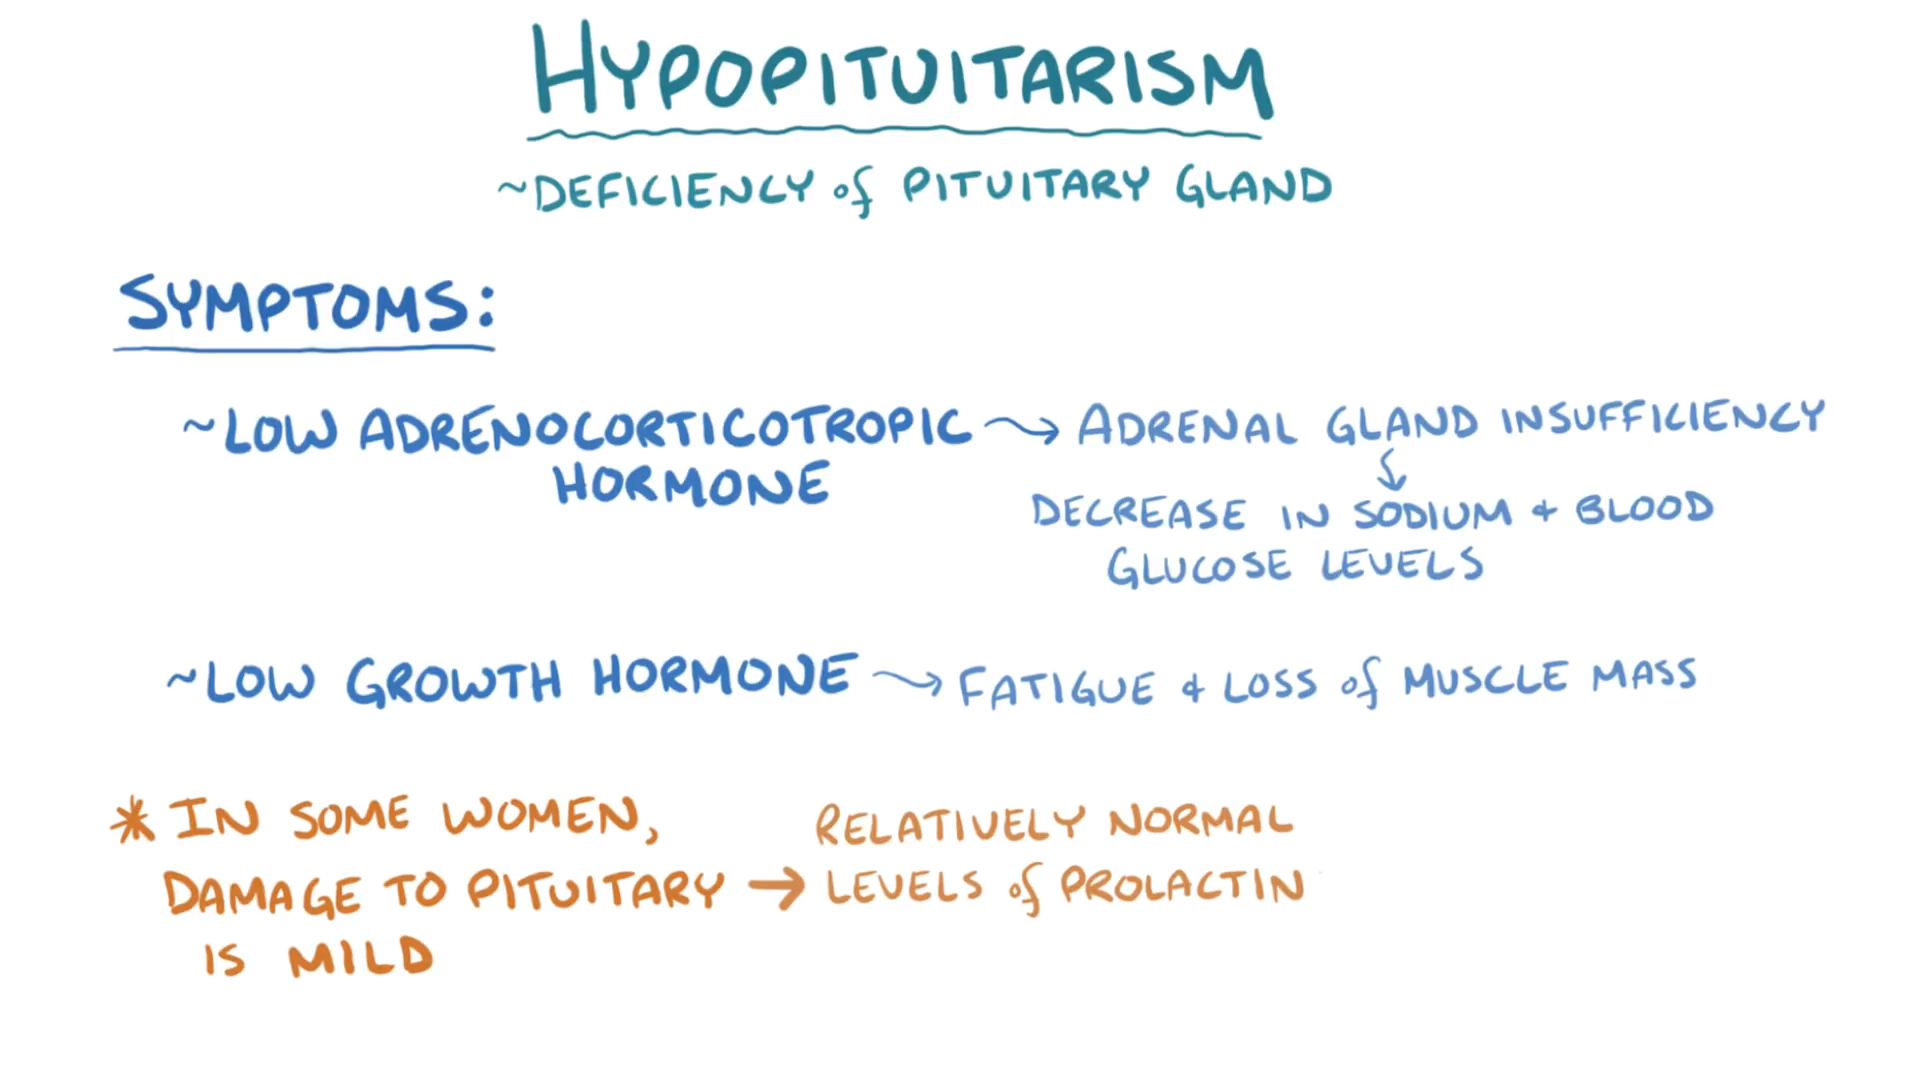 HYPOPITUITARISM
~DEFICIENCY of PITUITARY GLAND
SYMPTOMS:
~LOW ADRENOCORTICOTROPIC → ADRENAL GLAND INSUFFICIENCY
HORMONE
↓
DECREASE IN SODIUM & BLOOD
GLUCOSE LEVELS
~LOW GROWTH HORMONE → FATIGUE & LOSS of MUSCLE MASS
* IN SOME WOMEN,
DAMAGE TO PITUITARY →
IS MILD
RELATIVELY NORMAL
LEVELS of PROLACTIN